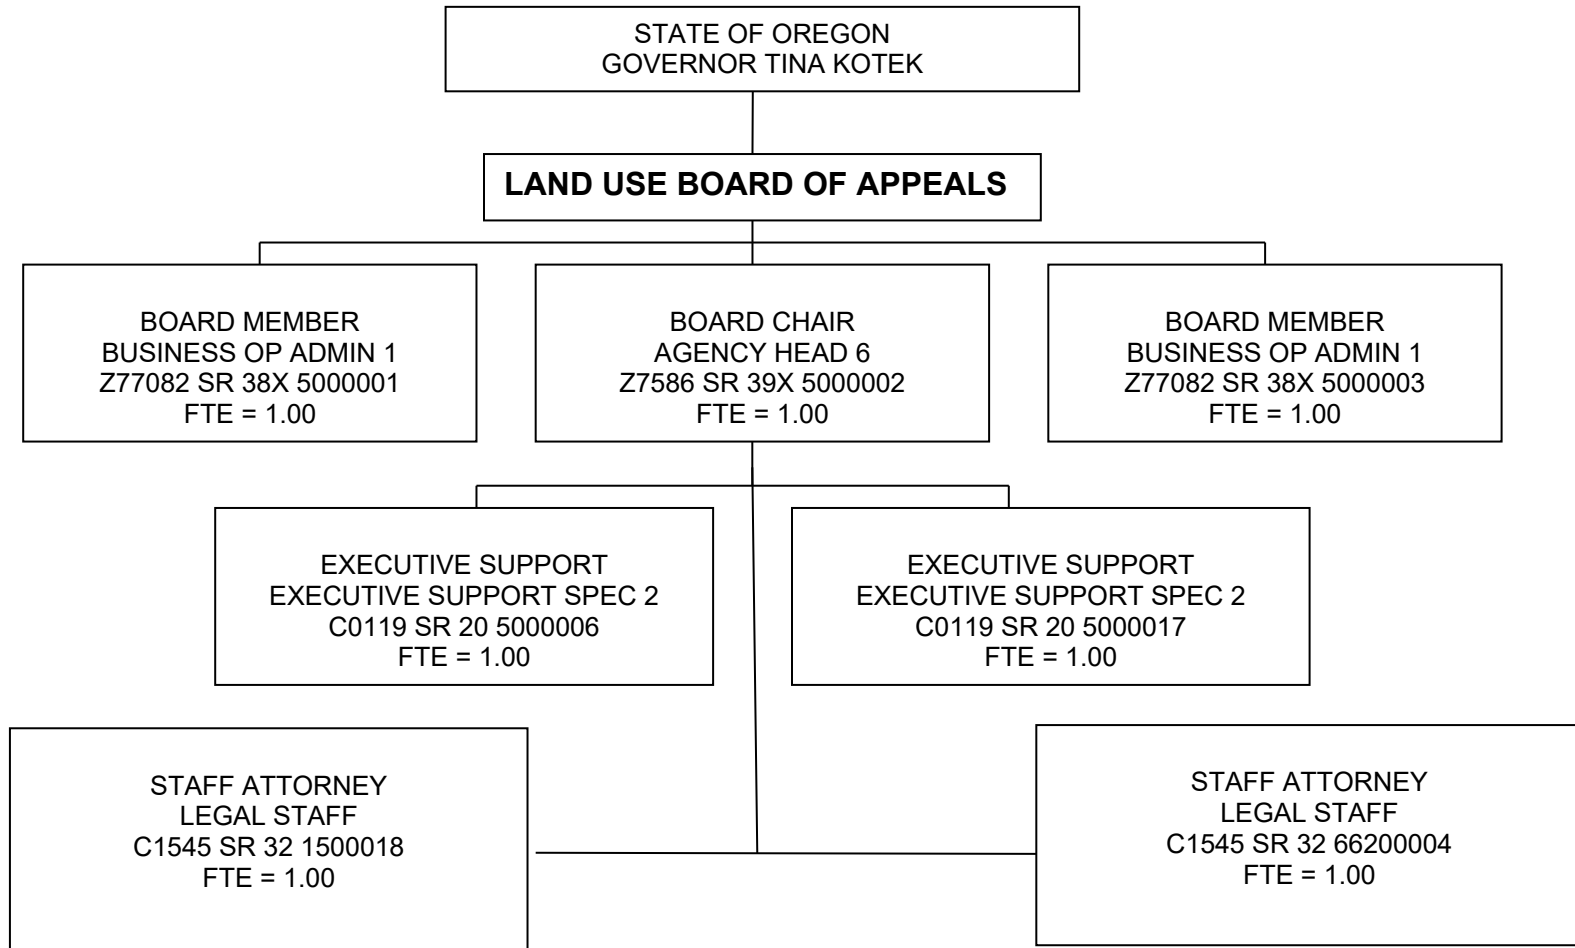 STATE OF OREGON
GOVERNOR TINA KOTEK
LAND USE BOARD OF APPEALS
BOARD MEMBER
BUSINESS OP ADMIN 1
Z77082 SR 38X 5000001
FTE = 1.00
BOARD CHAIR
AGENCY HEAD 6
Z7586 SR 39X 5000002
FTE = 1.00
BOARD MEMBER
BUSINESS OP ADMIN 1
Z77082 SR 38X 5000003
FTE = 1.00
EXECUTIVE SUPPORT
EXECUTIVE SUPPORT SPEC 2
C0119 SR 20 5000006
FTE = 1.00
EXECUTIVE SUPPORT
EXECUTIVE SUPPORT SPEC 2
C0119 SR 20 5000017
FTE = 1.00
STAFF ATTORNEY
LEGAL STAFF
C1545 SR 32 1500018
FTE = 1.00
STAFF ATTORNEY
LEGAL STAFF
C1545 SR 32 66200004
FTE = 1.00